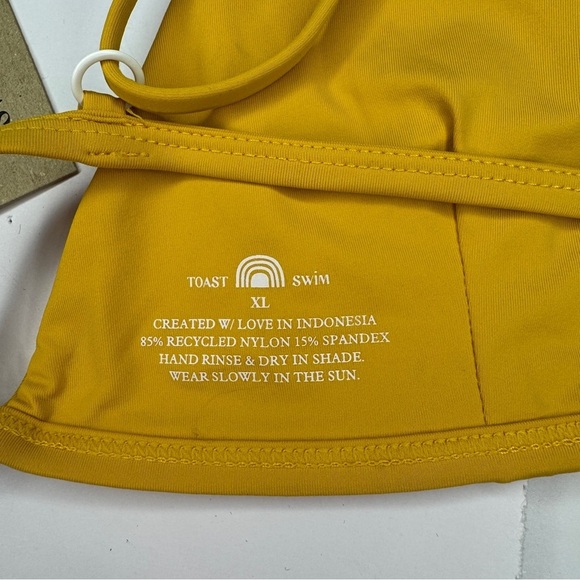 TOAST SWiM
XL
CREATED W/ LOVE IN INDONESIA
85% RECYCLED NYLON 15% SPANDEX
HAND RINSE & DRY IN SHADE.
WEAR SLOWLY IN THE SUN.